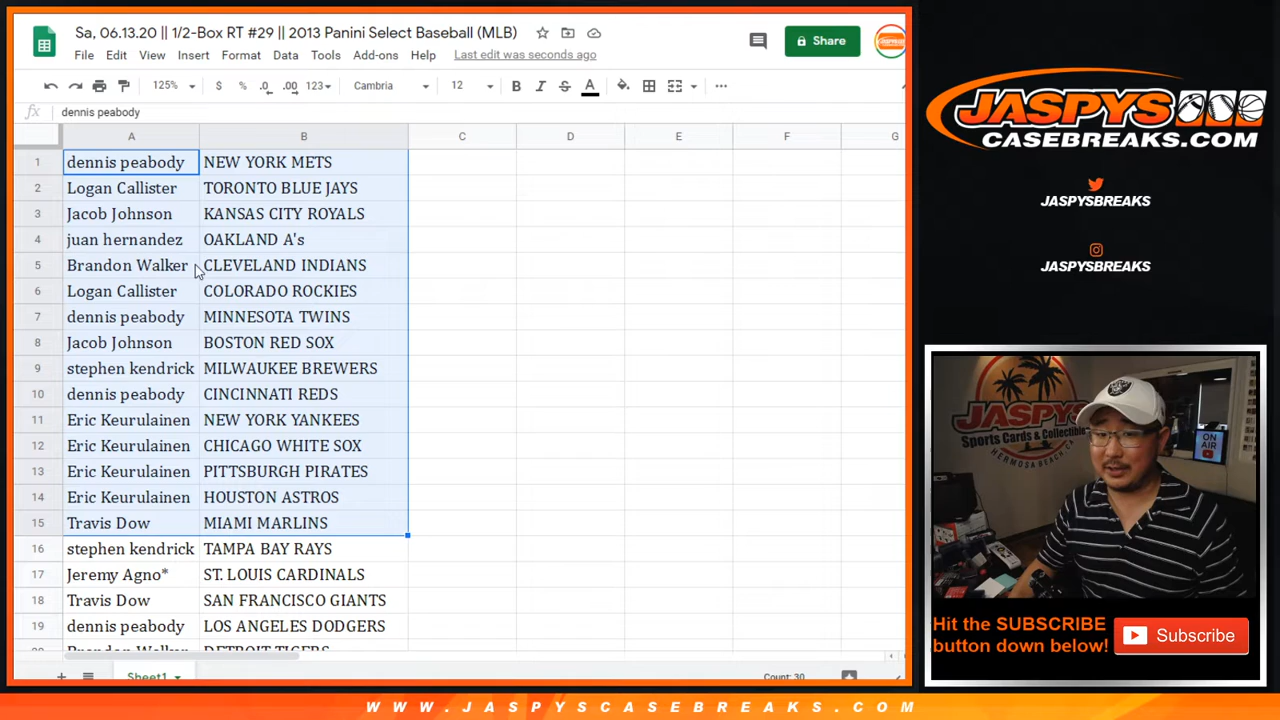 Sa, 06.13.20 || 1/2-Box RT #29 || 2013 Panini Select Baseball (MLB)
Share
File Edit View Insert Format Data Tools Add-ons Help Last edit was seconds ago
125% $ % .0 .00 123 Cambria 12 B I S A
fx dennis peabody
A B C D E F G
1 dennis peabody NEW YORK METS
2 Logan Callister TORONTO BLUE JAYS
3 Jacob Johnson KANSAS CITY ROYALS
4 juan hernandez OAKLAND A's
5 Brandon Walker CLEVELAND INDIANS
6 Logan Callister COLORADO ROCKIES
7 dennis peabody MINNESOTA TWINS
8 Jacob Johnson BOSTON RED SOX
9 stephen kendrick MILWAUKEE BREWERS
10 dennis peabody CINCINNATI REDS
11 Eric Keurulainen NEW YORK YANKEES
12 Eric Keurulainen CHICAGO WHITE SOX
13 Eric Keurulainen PITTSBURGH PIRATES
14 Eric Keurulainen HOUSTON ASTROS
15 Travis Dow MIAMI MARLINS
16 stephen kendrick TAMPA BAY RAYS
17 Jeremy Agno* ST. LOUIS CARDINALS
18 Travis Dow SAN FRANCISCO GIANTS
19 dennis peabody LOS ANGELES DODGERS
20 Brandon Walker DETROIT TIGERS
Sheet1 Count: 30
JASPYS
CASEBREAKS.COM
JASPYSBREAKS
JASPYSBREAKS
JASPYS
Sports Cards & Collectibles
HERMOSA BEACH
ON AIR
Hit the SUBSCRIBE
button down below!
Subscribe
WWW.JASPYSCASEBREAKS.COM